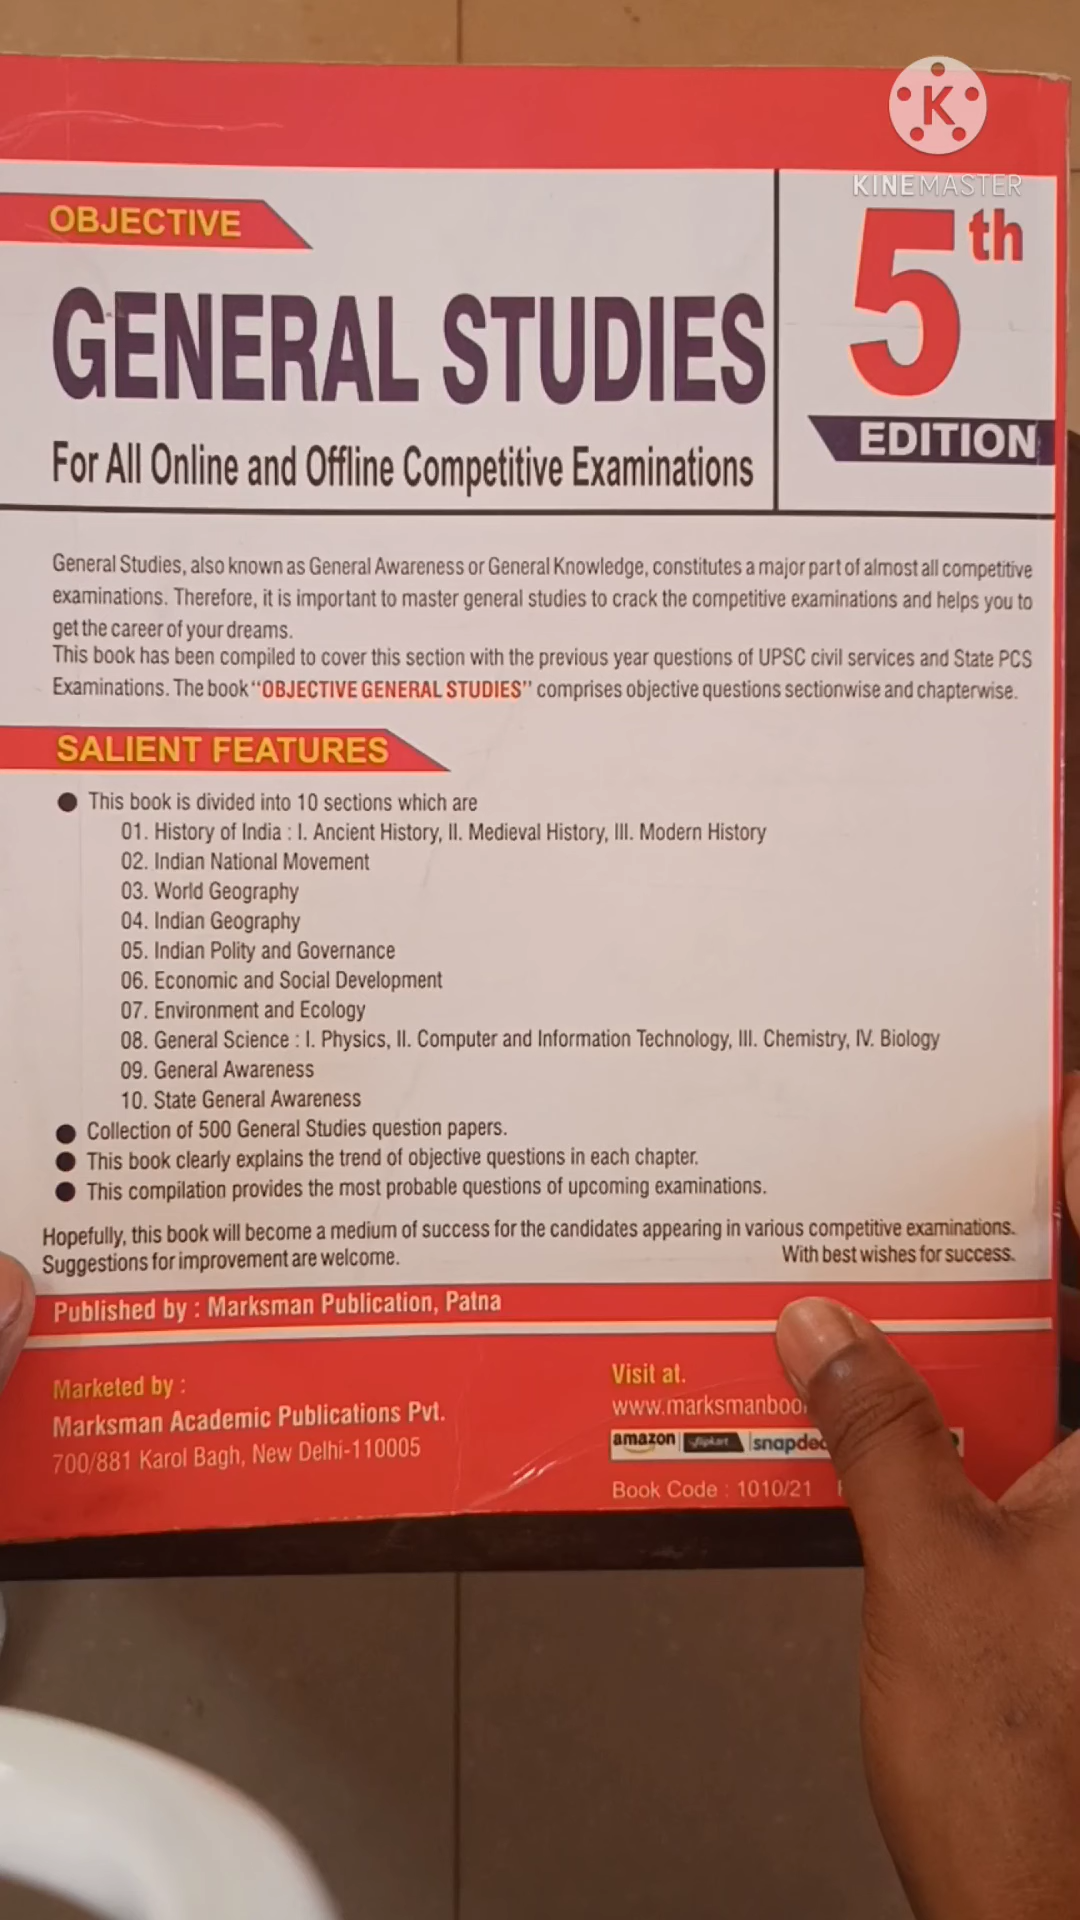 KINEMASTER
OBJECTIVE
GENERAL STUDIES
For All Online and Offline Competitive Examinations
5th
EDITION
General Studies, also known as General Awareness or General Knowledge, constitutes a major part of almost all competitive
examinations. Therefore, it is important to master general studies to crack the competitive examinations and helps you to
get the career of your dreams.
This book has been compiled to cover this section with the previous year questions of UPSC civil services and State PCS
Examinations. The book "OBJECTIVE GENERAL STUDIES" comprises objective questions sectionwise and chapterwise.
SALIENT FEATURES
● This book is divided into 10 sections which are
01. History of India : I. Ancient History, II. Medieval History, III. Modern History
02. Indian National Movement
03. World Geography
04. Indian Geography
05. Indian Polity and Governance
06. Economic and Social Development
07. Environment and Ecology
08. General Science : I. Physics, II. Computer and Information Technology, III. Chemistry, IV. Biology
09. General Awareness
10. State General Awareness
● Collection of 500 General Studies question papers.
● This book clearly explains the trend of objective questions in each chapter.
● This compilation provides the most probable questions of upcoming examinations.
Hopefully, this book will become a medium of success for the candidates appearing in various competitive examinations.
Suggestions for improvement are welcome. With best wishes for success.
Published by : Marksman Publication, Patna
Marketed by :
Marksman Academic Publications Pvt.
700/881 Karol Bagh, New Delhi-110005
Visit at.
www.marksmanboo
amazon flipkart snapdea
Book Code : 1010/21